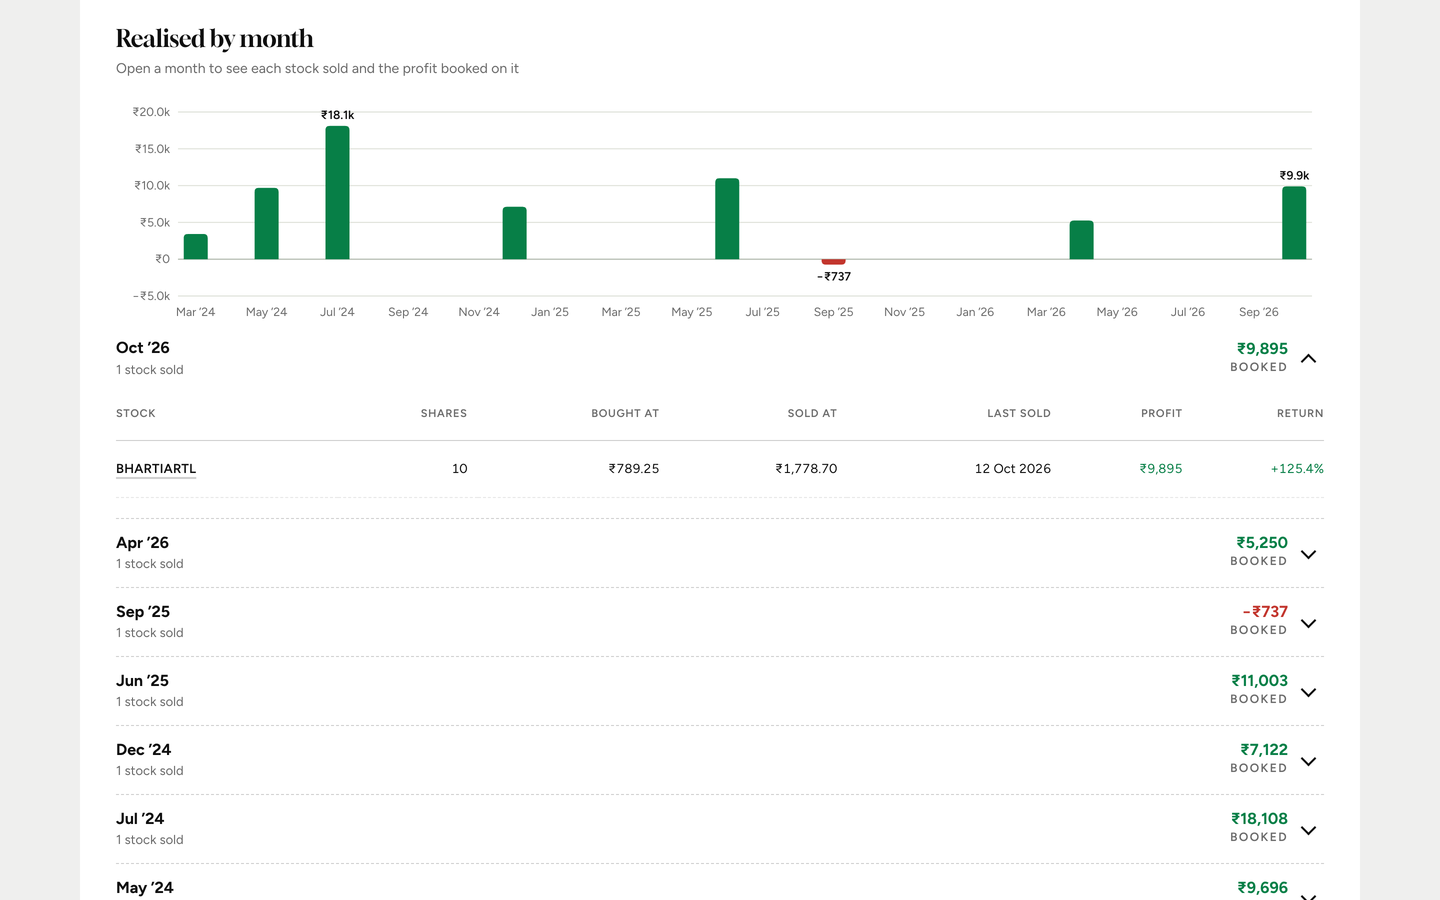 Realised by month
Open a month to see each stock sold and the profit booked on it
₹20.0k
₹15.0k
₹10.0k
₹5.0k
₹0
−₹5.0k
₹18.1k
−₹737
₹9.9k
Mar ’24 May ’24 Jul ’24 Sep ’24 Nov ’24 Jan ’25 Mar ’25 May ’25 Jul ’25 Sep ’25 Nov ’25 Jan ’26 Mar ’26 May ’26 Jul ’26 Sep ’26
Oct ’26 ₹9,895
1 stock sold BOOKED
STOCK SHARES BOUGHT AT SOLD AT LAST SOLD PROFIT RETURN
BHARTIARTL 10 ₹789.25 ₹1,778.70 12 Oct 2026 ₹9,895 +125.4%
Apr ’26 ₹5,250
1 stock sold BOOKED
Sep ’25 −₹737
1 stock sold BOOKED
Jun ’25 ₹11,003
1 stock sold BOOKED
Dec ’24 ₹7,122
1 stock sold BOOKED
Jul ’24 ₹18,108
1 stock sold BOOKED
May ’24 ₹9,696